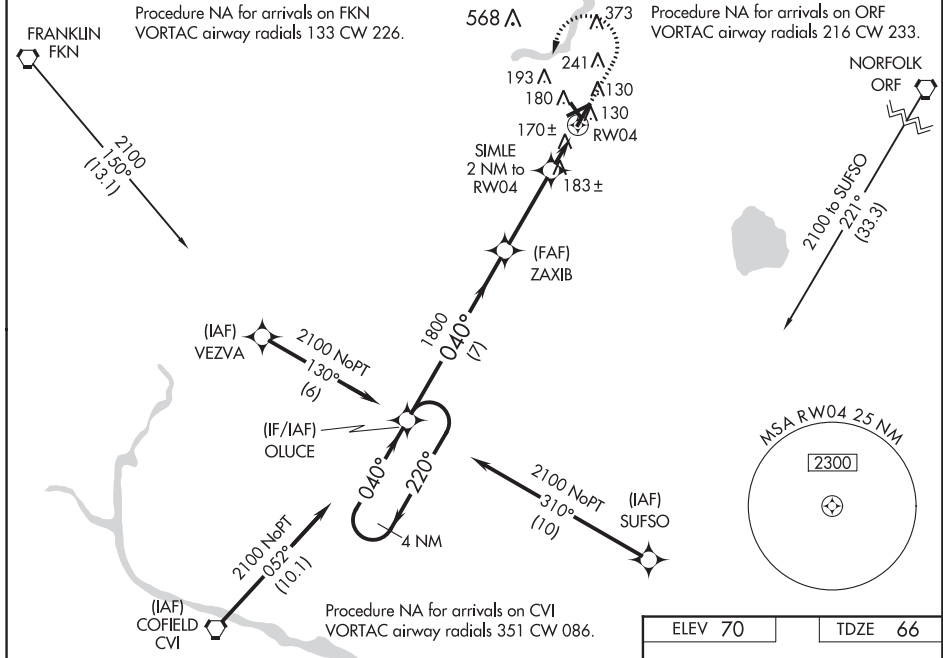 Procedure NA for arrivals on FKN
VORTAC airway radials 133 CW 226.
568
373
Procedure NA for arrivals on ORF
VORTAC airway radials 216 CW 233.
FRANKLIN
FKN
241
193
180
130
130
170±
RW04
NORFOLK
ORF
2100
150°
(13.1)
SIMLE
2 NM to
RW04
183±
2100 to SUFSO
221°
(33.3)
(FAF)
ZAXIB
(IAF)
VEZVA
2100 NoPT
130°
(6)
1800
040°
(7)
(IF/IAF)
OLUCE
040°
220°
4 NM
2100 NoPT
310°
(10)
(IAF)
SUFSO
MSA RW04 25 NM
2300
2100 NoPT
052°
(10.1)
(IAF)
COFIELD
CVI
Procedure NA for arrivals on CVI
VORTAC airway radials 351 CW 086.
ELEV 70
TDZE 66